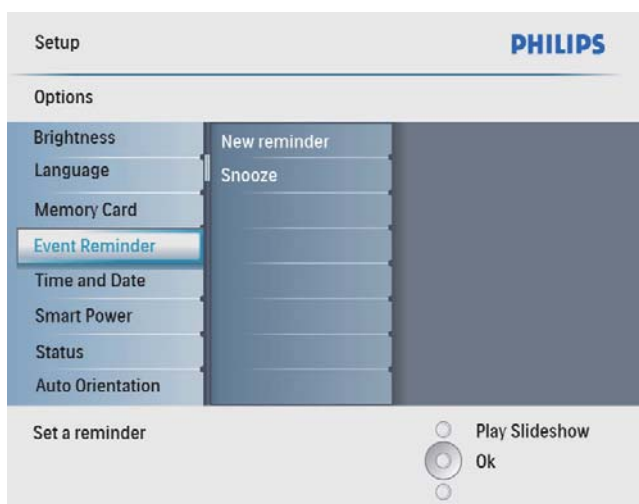 Setup
PHILIPS
Options
Brightness
Language
Memory Card
Event Reminder
Time and Date
Smart Power
Status
Auto Orientation
New reminder
Snooze
Set a reminder
Play Slideshow
Ok